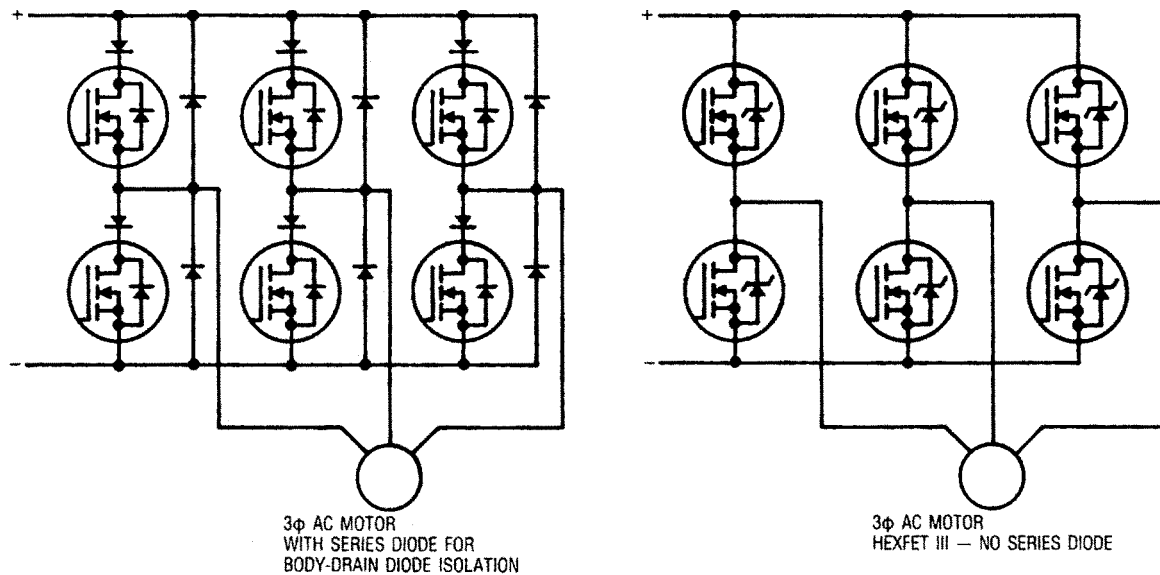 +
−
3φ AC MOTOR
WITH SERIES DIODE FOR
BODY-DRAIN DIODE ISOLATION
+
−
3φ AC MOTOR
HEXFET III — NO SERIES DIODE